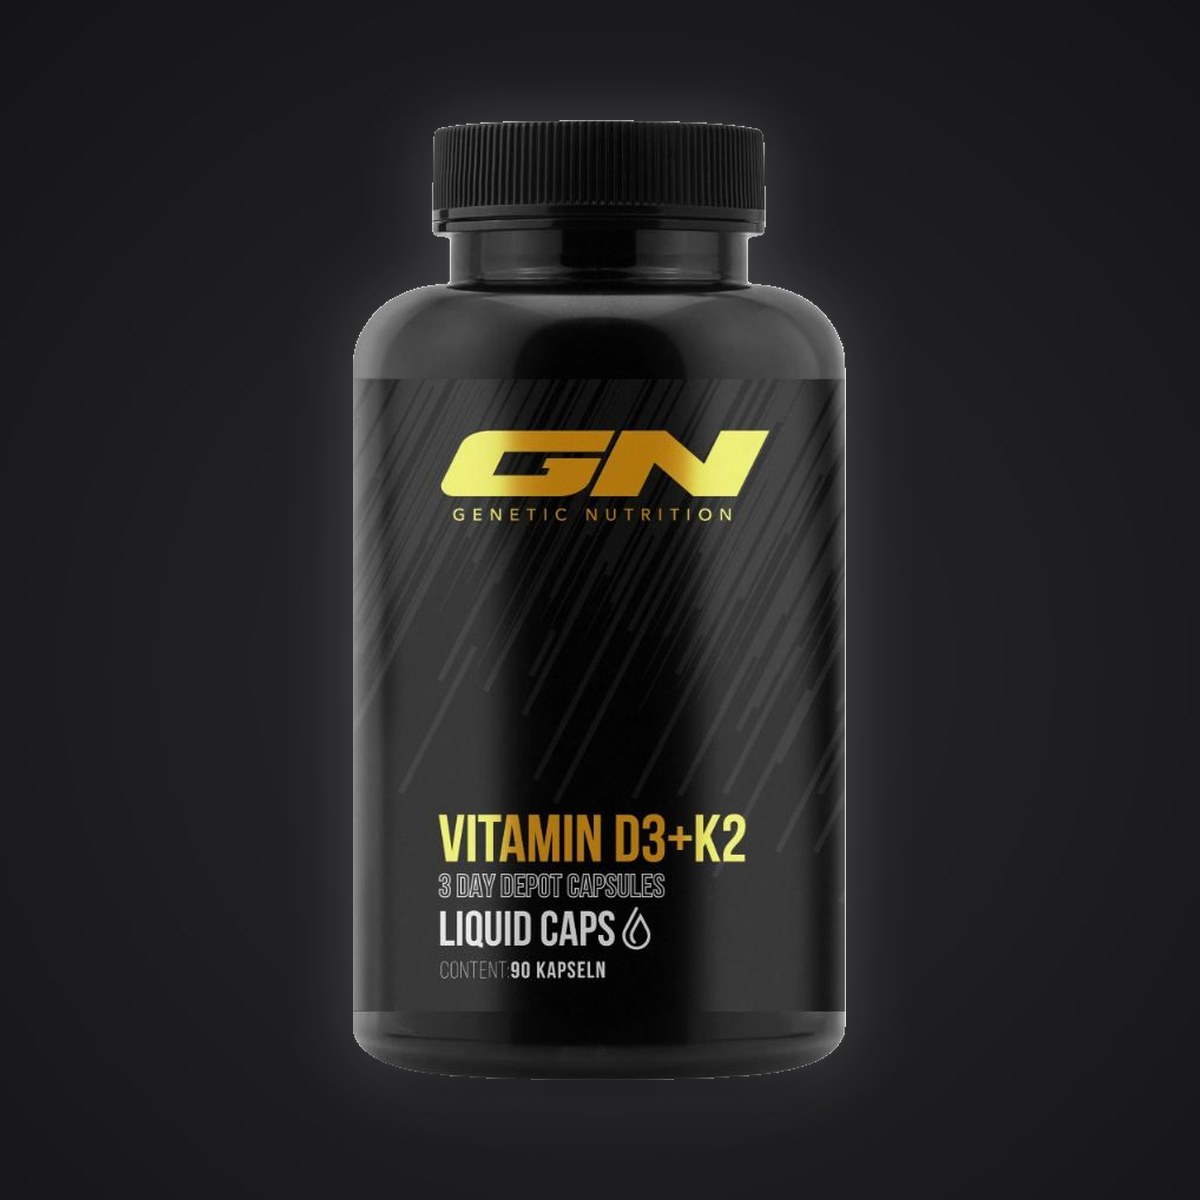 GN
GENETIC NUTRITION
VITAMIN D3+K2
3 DAY DEPOT CAPSULES
LIQUID CAPS
CONTENT:90 KAPSELN